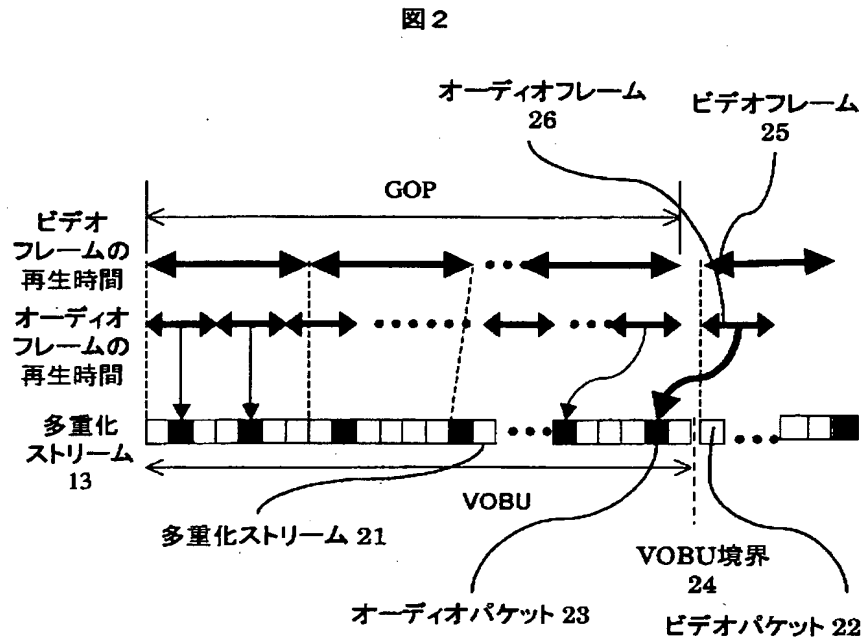 図2
オーディオフレーム
26
ビデオフレーム
25
GOP
ビデオ
フレームの
再生時間
オーディオ
フレームの
再生時間
多重化
ストリーム
13
VOBU
多重化ストリーム 21
VOBU境界
24
オーディオパケット 23
ビデオパケット 22